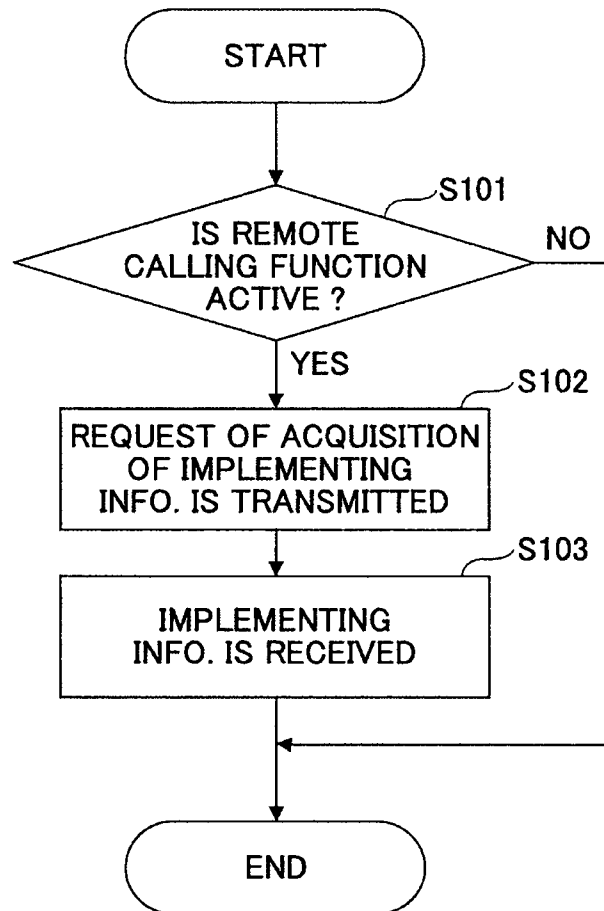 START
S101
IS REMOTE
CALLING FUNCTION
ACTIVE ?
NO
YES
S102
REQUEST OF ACQUISITION
OF IMPLEMENTING
INFO. IS TRANSMITTED
S103
IMPLEMENTING
INFO. IS RECEIVED
END